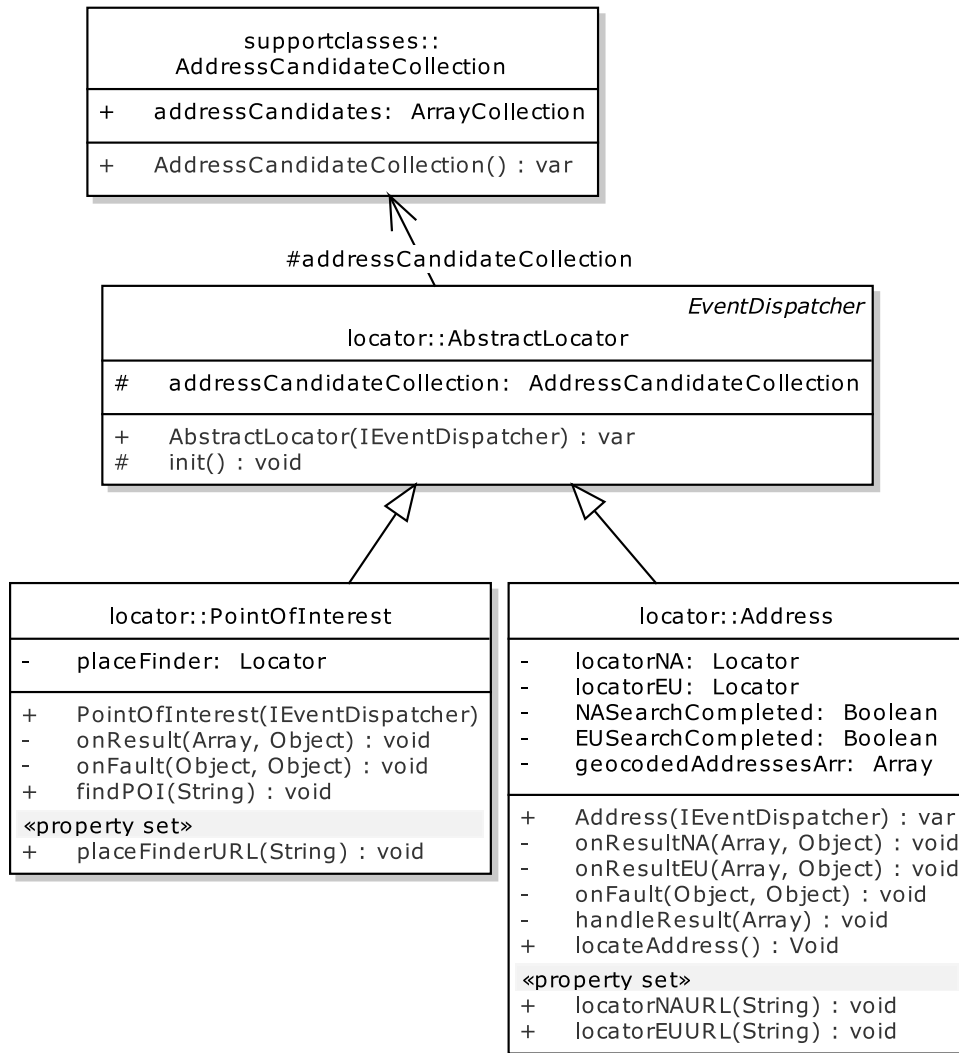 supportclasses::
AddressCandidateCollection
+ addressCandidates: ArrayCollection
+ AddressCandidateCollection() : var
#addressCandidateCollection
EventDispatcher
locator::AbstractLocator
# addressCandidateCollection: AddressCandidateCollection
+ AbstractLocator(IEventDispatcher) : var
# init() : void
locator::PointOfInterest
- placeFinder: Locator
+ PointOfInterest(IEventDispatcher)
- onResult(Array, Object) : void
- onFault(Object, Object) : void
+ findPOI(String) : void
«property set»
+ placeFinderURL(String) : void
locator::Address
- locatorNA: Locator
- locatorEU: Locator
- NASearchCompleted: Boolean
- EUSearchCompleted: Boolean
- geocodedAddressesArr: Array
+ Address(IEventDispatcher) : var
- onResultNA(Array, Object) : void
- onResultEU(Array, Object) : void
- onFault(Object, Object) : void
- handleResult(Array) : void
+ locateAddress() : Void
«property set»
+ locatorNAURL(String) : void
+ locatorEUURL(String) : void